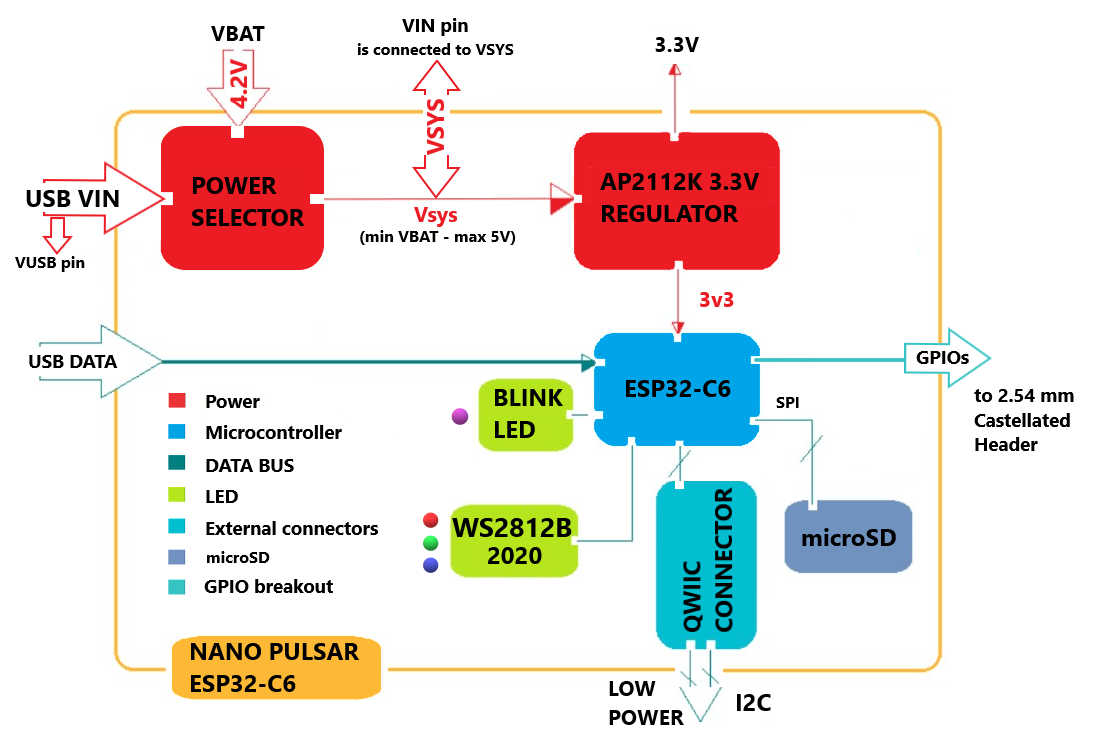 VBAT
4.2V
VIN pin
is connected to VSYS
VSYS
3.3V
USB VIN
VUSB pin
POWER
SELECTOR
Vsys
(min VBAT - max 5V)
AP2112K 3.3V
REGULATOR
3v3
USB DATA
ESP32-C6
GPIOs
to 2.54 mm
Castellated
Header
BLINK
LED
SPI
Power
Microcontroller
DATA BUS
LED
External connectors
microSD
GPIO breakout
WS2812B
2020
QWIIC
CONNECTOR
microSD
NANO PULSAR
ESP32-C6
LOW
POWER
I2C